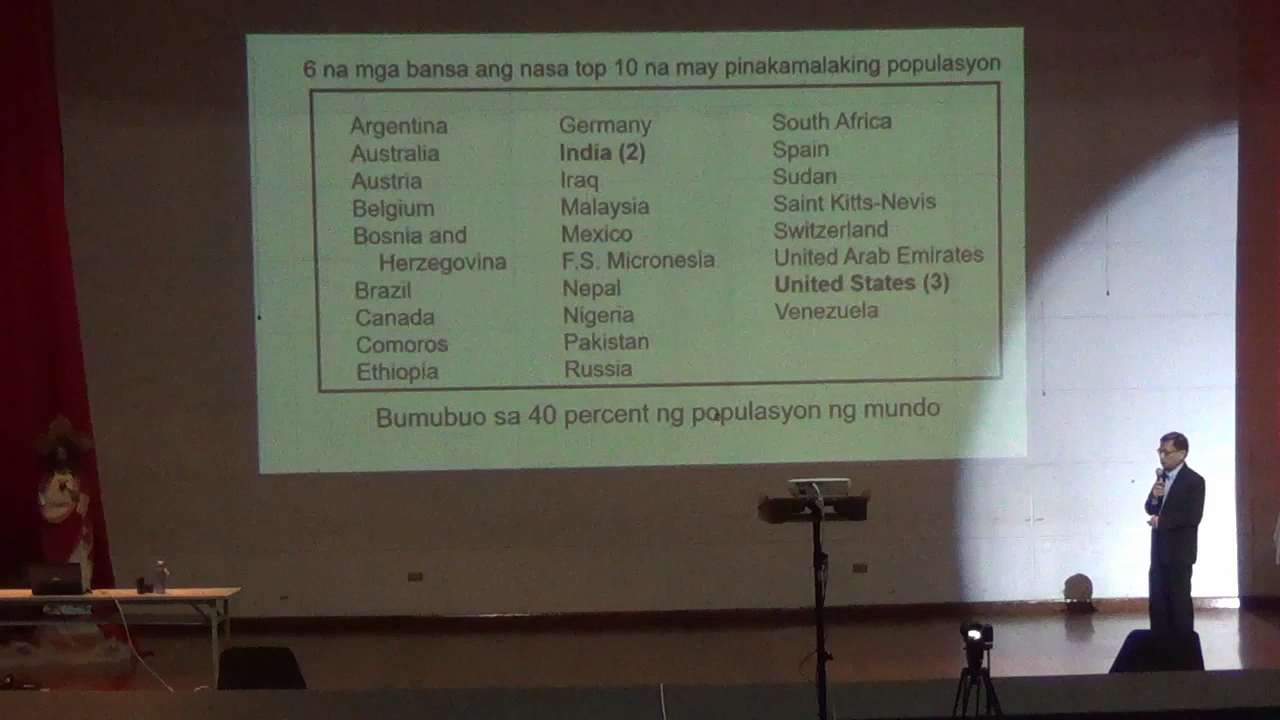 6 na mga bansa ang nasa top 10 na may pinakamalaking populasyon
Argentina
Australia
Austria
Belgium
Bosnia and
Herzegovina
Brazil
Canada
Comoros
Ethiopia
Germany
India (2)
Iraq
Malaysia
Mexico
F.S. Micronesia
Nepal
Nigeria
Pakistan
Russia
South Africa
Spain
Sudan
Saint Kitts-Nevis
Switzerland
United Arab Emirates
United States (3)
Venezuela
Bumubuo sa 40 percent ng populasyon ng mundo